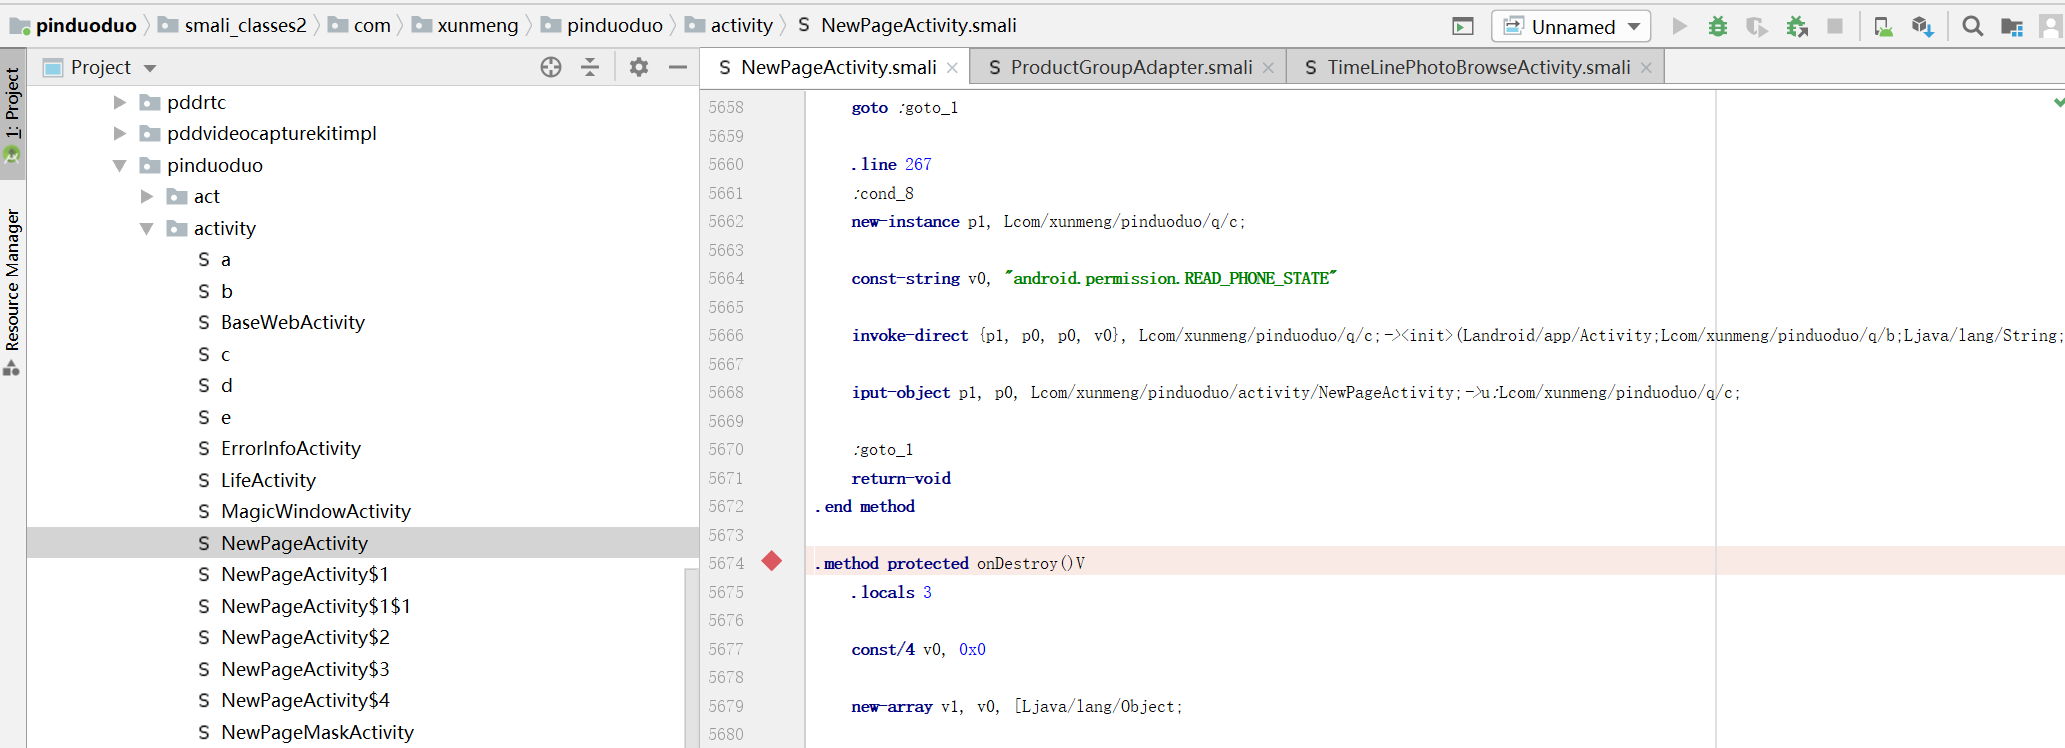 pinduoduo smali_classes2 com xunmeng pinduoduo activity S NewPageActivity.smali Unnamed
1: Project
Resource Manager
Project
pddrtc
pddvideocapturekitimpl
pinduoduo
act
activity
S a
S b
S BaseWebActivity
S c
S d
S e
S ErrorInfoActivity
S LifeActivity
S MagicWindowActivity
S NewPageActivity
S NewPageActivity$1
S NewPageActivity$1$1
S NewPageActivity$2
S NewPageActivity$3
S NewPageActivity$4
S NewPageMaskActivity
S NewPageActivity.smali × S ProductGroupAdapter.smali × S TimeLinePhotoBrowseActivity.smali ×
5658 goto :goto_1
5659
5660 .line 267
5661 :cond_8
5662 new-instance p1, Lcom/xunmeng/pinduoduo/q/c;
5663
5664 const-string v0, "android.permission.READ_PHONE_STATE"
5665
5666 invoke-direct {p1, p0, p0, v0}, Lcom/xunmeng/pinduoduo/q/c;-><init>(Landroid/app/Activity;Lcom/xunmeng/pinduoduo/q/b;Ljava/lang/String;
5667
5668 iput-object p1, p0, Lcom/xunmeng/pinduoduo/activity/NewPageActivity;->u:Lcom/xunmeng/pinduoduo/q/c;
5669
5670 :goto_1
5671 return-void
5672 .end method
5673
5674 .method protected onDestroy()V
5675 .locals 3
5676
5677 const/4 v0, 0x0
5678
5679 new-array v1, v0, [Ljava/lang/Object;
5680